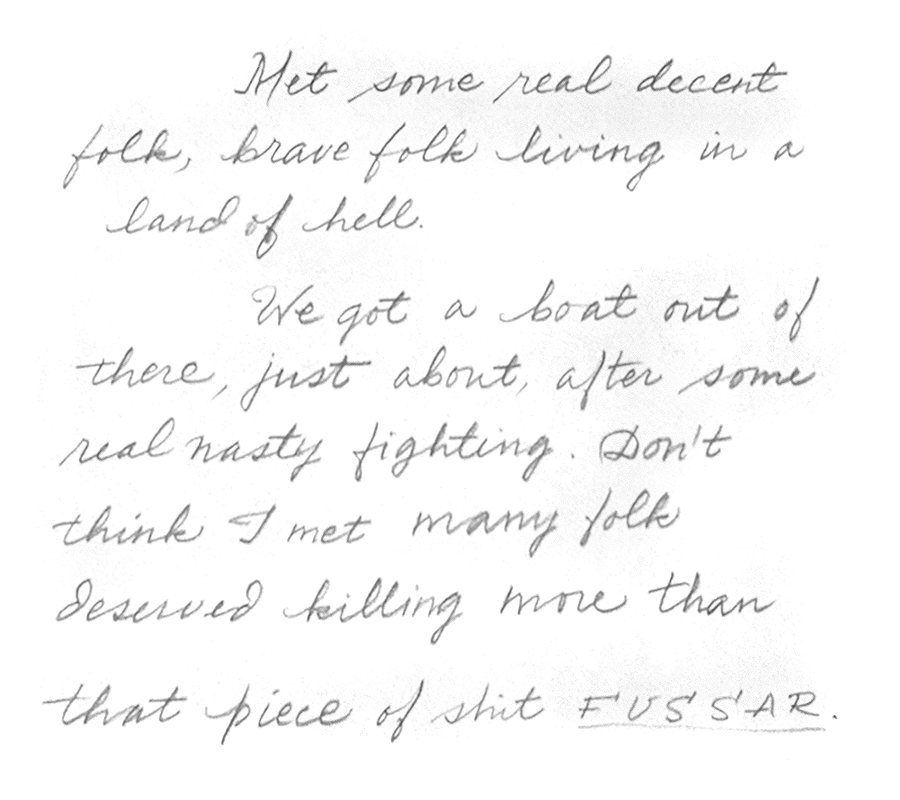 Met some real decent
folk, brave folk living in a
land of hell.
We got a boat out of
there, just about, after some
real nasty fighting. Don't
think I met many folk
deserved killing more than
that piece of shit FUSSAR.